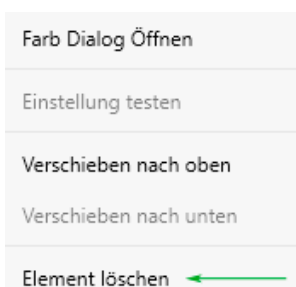 Farb Dialog Öffnen
Einstellung testen
Verschieben nach oben
Verschieben nach unten
Element löschen